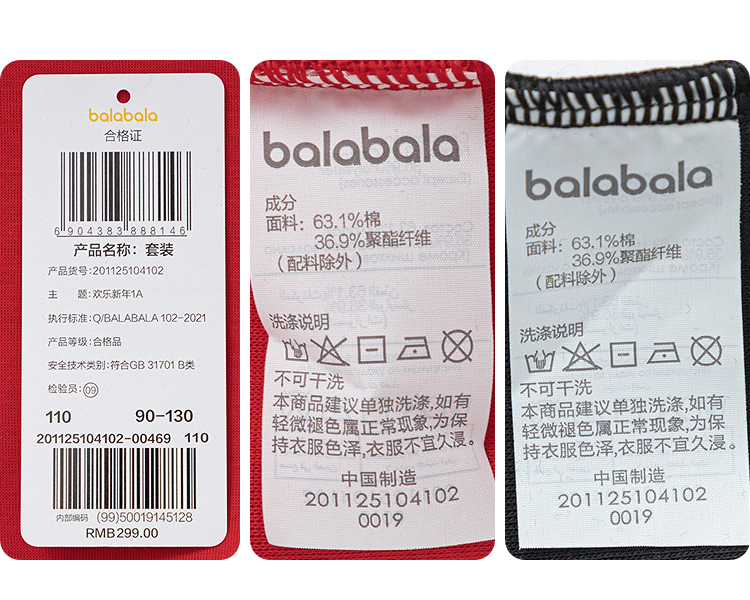 balabala
合格证
6 904383 888146
产品名称: 套装
产品货号:201125104102
主 题:欢乐新年1A
执行标准:Q/BALABALA 102-2021
产品等级:合格品
安全技术类别:符合GB 31701 B类
检验员:09
110 90-130
201125104102-00469 110
内部编码 (99)50019145128
RMB299.00
balabala
成分
面料: 63.1%棉
36.9%聚酯纤维
(配料除外)
洗涤说明
不可干洗
本商品建议单独洗涤,如有
轻微褪色属正常现象,为保
持衣服色泽,衣服不宜久浸。
中国制造
201125104102
0019
balabala
成分
面料: 63.1%棉
36.9%聚酯纤维
(配料除外)
洗涤说明
不可干洗
本商品建议单独洗涤,如有
轻微褪色属正常现象,为保
持衣服色泽,衣服不宜久浸。
中国制造
201125104102
0019